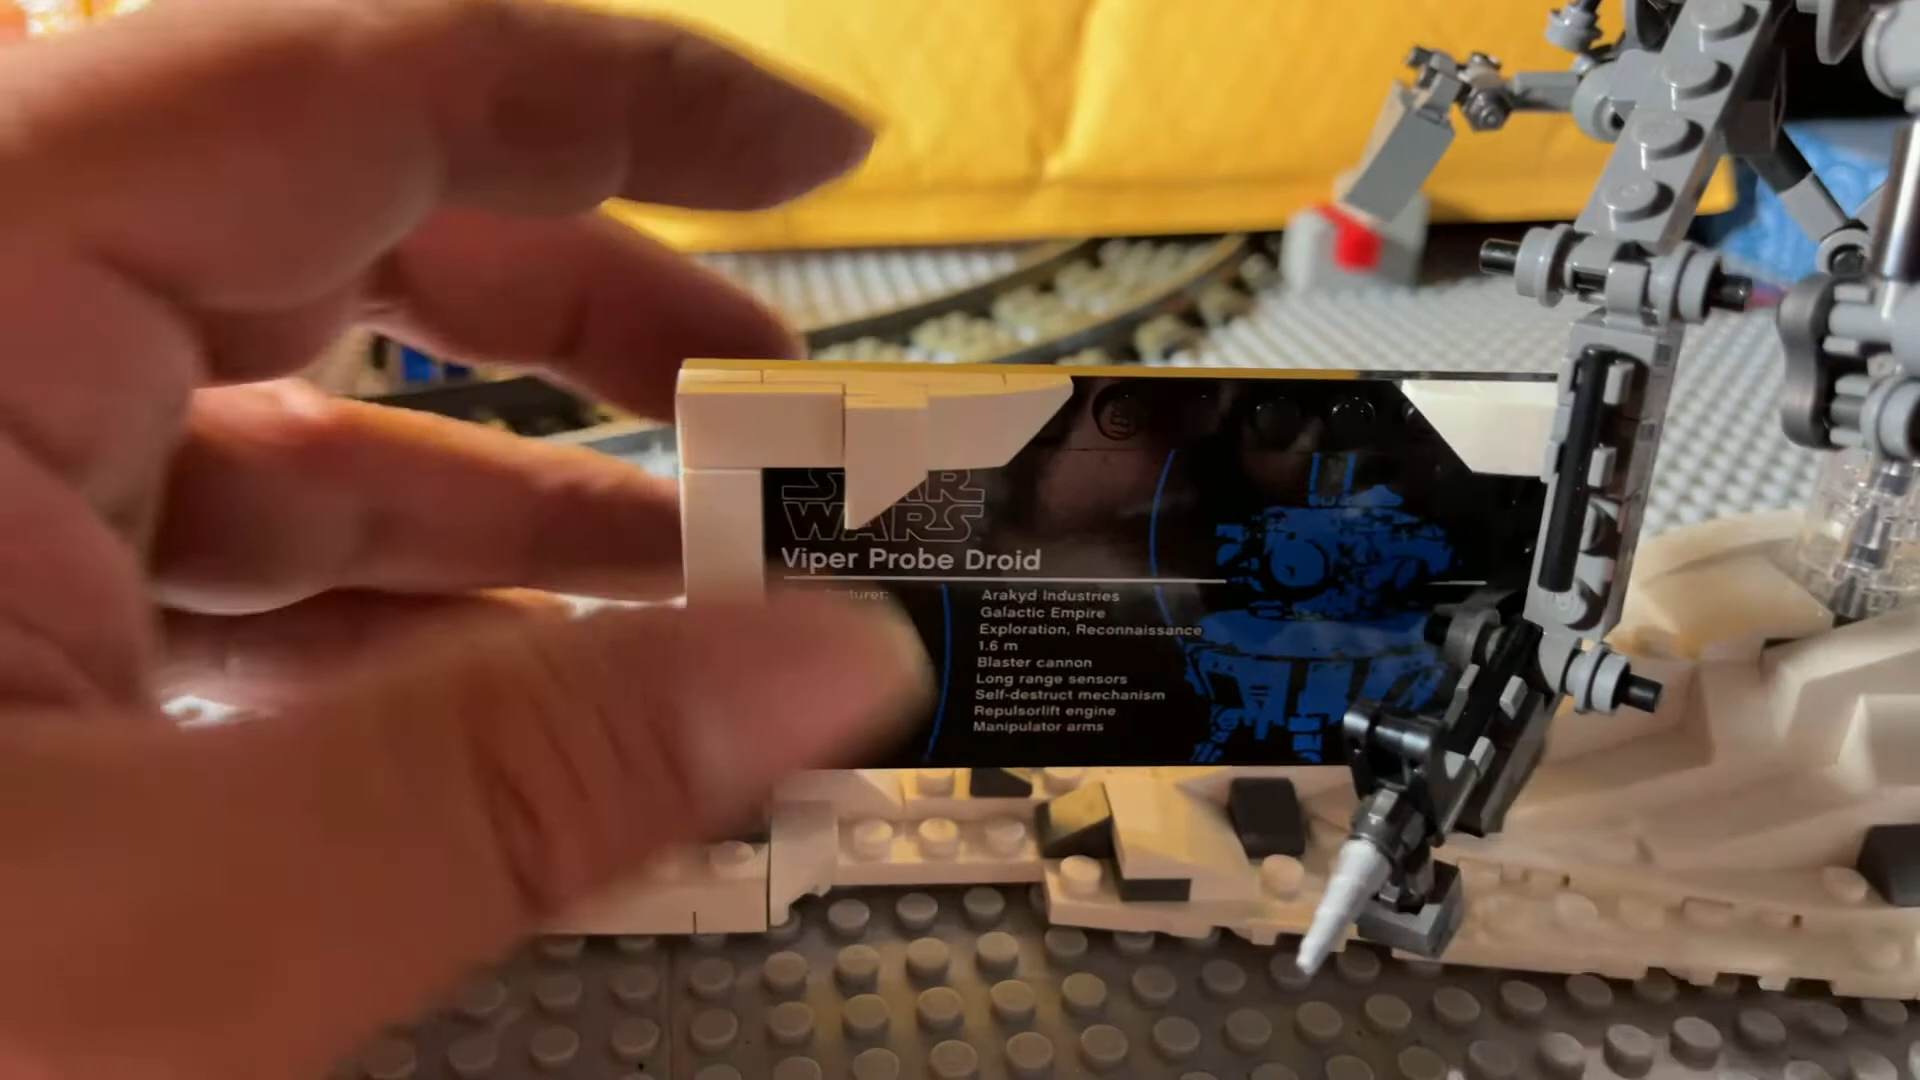 STAR
WARS
Viper Probe Droid
Arakyd Industries
Galactic Empire
Exploration, Reconnaissance
1.6 m
Blaster cannon
Long range sensors
Self-destruct mechanism
Repulsorlift engine
Manipulator arms